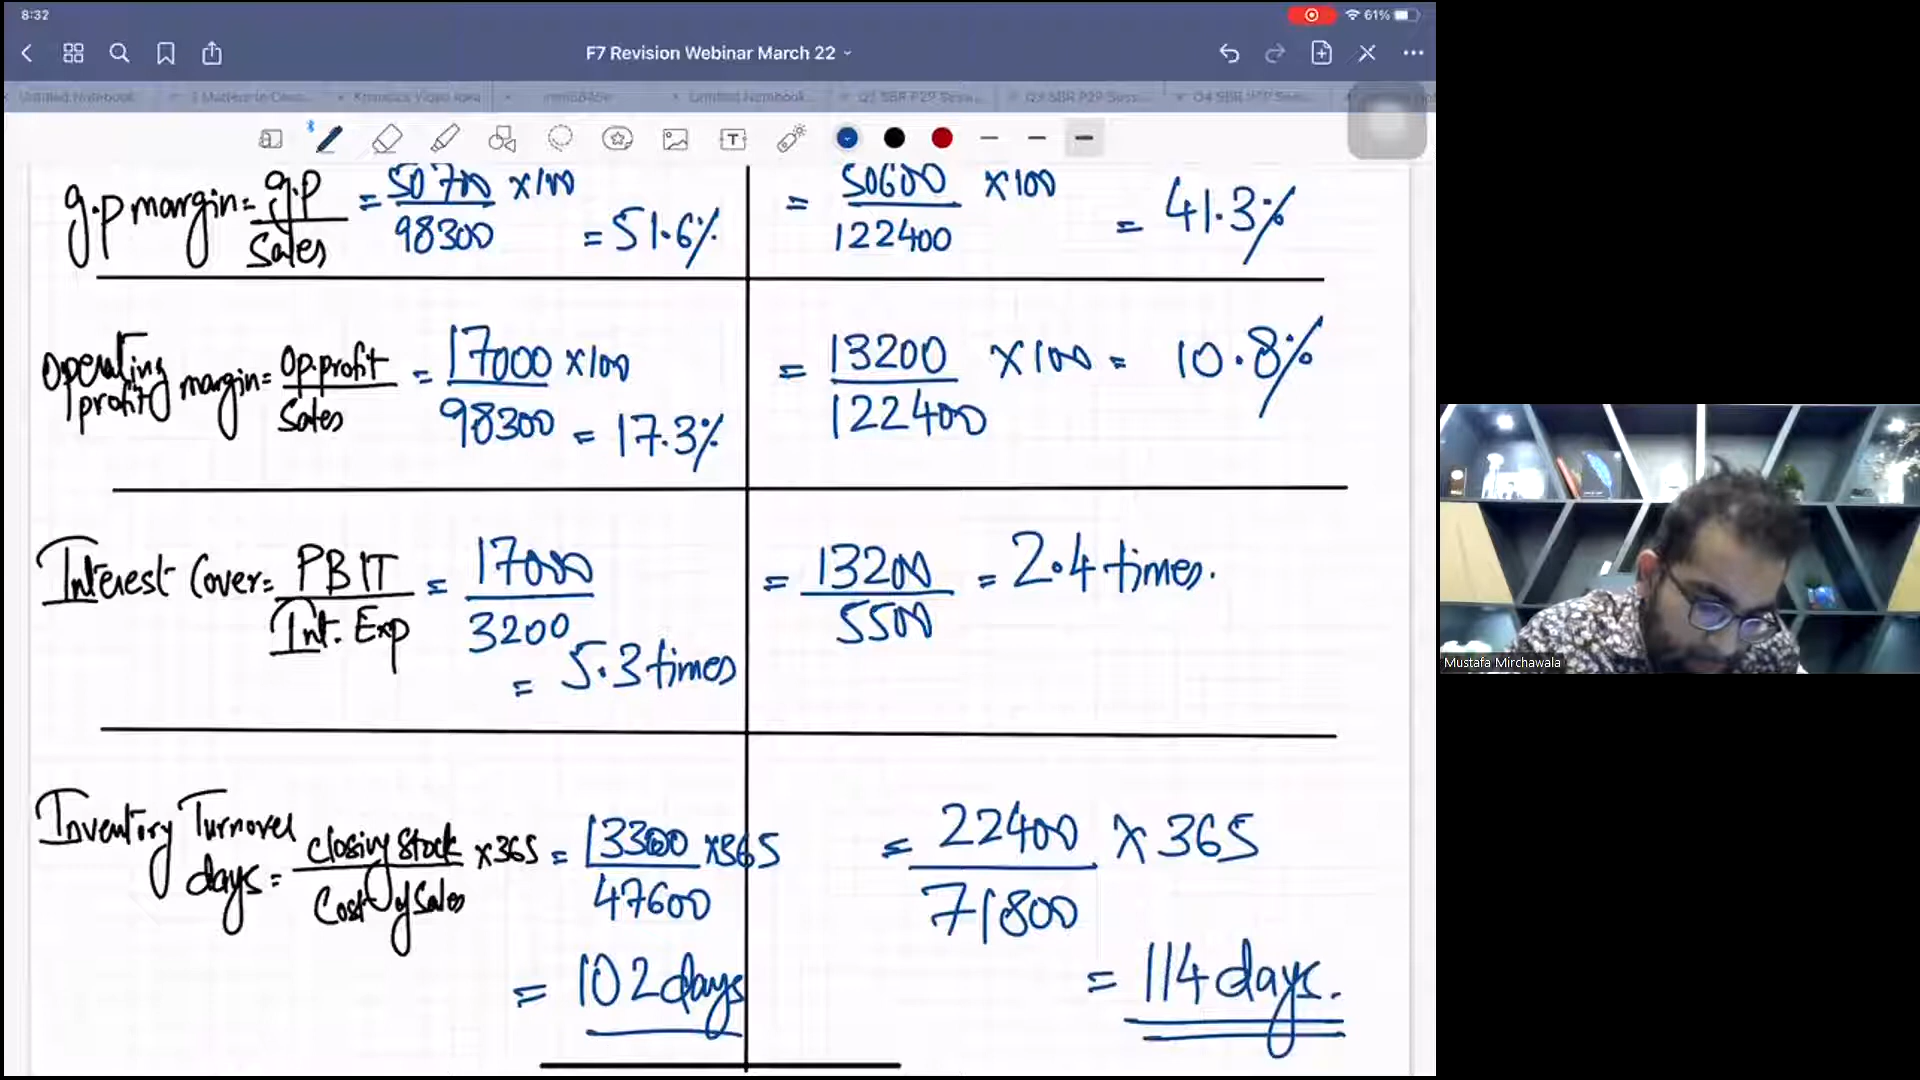 8:32
61%
F7 Revision Webinar March 22
Untitled Notebook
g.p margin = g.p / Sales = 50700 / 98300 x100 = 51.6%
= 50600 / 122400 x100 = 41.3%
Operating profit margin = Op.profit / Sales = 17000 / 98300 x100 = 17.3%
= 13200 / 122400 x100 = 10.8%
Interest Cover = PBIT / Int. Exp = 17000 / 3200 = 5.3 times
= 13200 / 5500 = 2.4 times.
Inventory Turnover days = closing stock / Cost of Sales x365 = 13300 / 47600 x365 = 102 days
= 22400 / 71800 x 365 = 114 days.
Mustafa Mirchawala